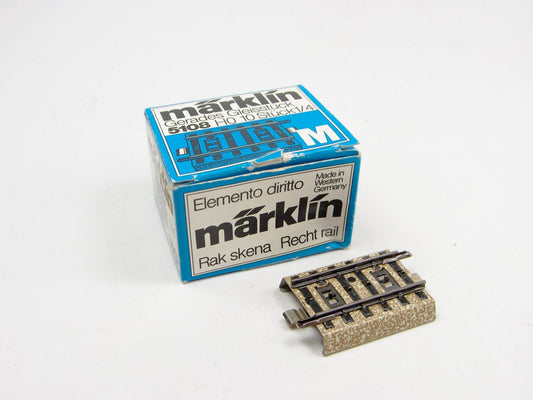 märklin
Gerades Gleisstück
5108 H0 10 Stück 1/4
M
Elemento diritto
Made in
Western
Germany
märklin
Rak skena Recht rail